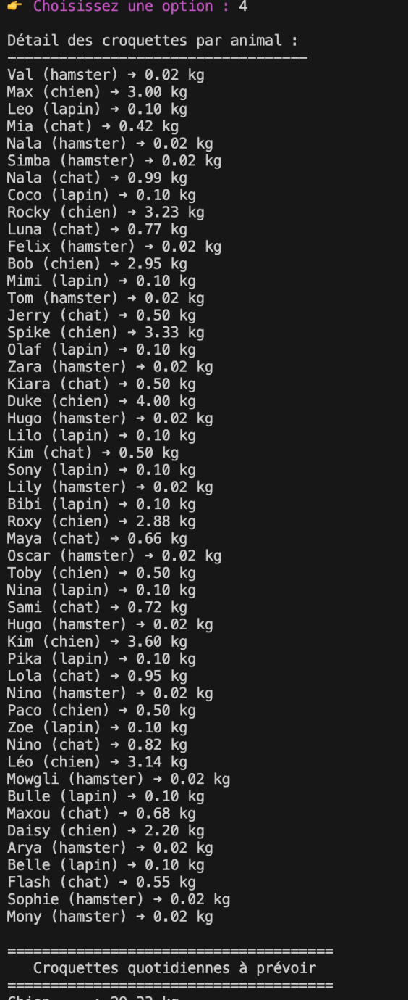 👉 Choisissez une option : 4
Détail des croquettes par animal :
-----------------------------------
Val (hamster) → 0.02 kg
Max (chien) → 3.00 kg
Leo (lapin) → 0.10 kg
Mia (chat) → 0.42 kg
Nala (hamster) → 0.02 kg
Simba (hamster) → 0.02 kg
Nala (chat) → 0.99 kg
Coco (lapin) → 0.10 kg
Rocky (chien) → 3.23 kg
Luna (chat) → 0.77 kg
Felix (hamster) → 0.02 kg
Bob (chien) → 2.95 kg
Mimi (lapin) → 0.10 kg
Tom (hamster) → 0.02 kg
Jerry (chat) → 0.50 kg
Spike (chien) → 3.33 kg
Olaf (lapin) → 0.10 kg
Zara (hamster) → 0.02 kg
Kiara (chat) → 0.50 kg
Duke (chien) → 4.00 kg
Hugo (hamster) → 0.02 kg
Lilo (lapin) → 0.10 kg
Kim (chat) → 0.50 kg
Sony (lapin) → 0.10 kg
Lily (hamster) → 0.02 kg
Bibi (lapin) → 0.10 kg
Roxy (chien) → 2.88 kg
Maya (chat) → 0.66 kg
Oscar (hamster) → 0.02 kg
Toby (chien) → 0.50 kg
Nina (lapin) → 0.10 kg
Sami (chat) → 0.72 kg
Hugo (hamster) → 0.02 kg
Kim (chien) → 3.60 kg
Pika (lapin) → 0.10 kg
Lola (chat) → 0.95 kg
Nino (hamster) → 0.02 kg
Paco (chien) → 0.50 kg
Zoe (lapin) → 0.10 kg
Nino (chat) → 0.82 kg
Léo (chien) → 3.14 kg
Mowgli (hamster) → 0.02 kg
Bulle (lapin) → 0.10 kg
Maxou (chat) → 0.68 kg
Daisy (chien) → 2.20 kg
Arya (hamster) → 0.02 kg
Belle (lapin) → 0.10 kg
Flash (chat) → 0.55 kg
Sophie (hamster) → 0.02 kg
Mony (hamster) → 0.02 kg
======================================
Croquettes quotidiennes à prévoir
======================================
Chien : 29.33 kg